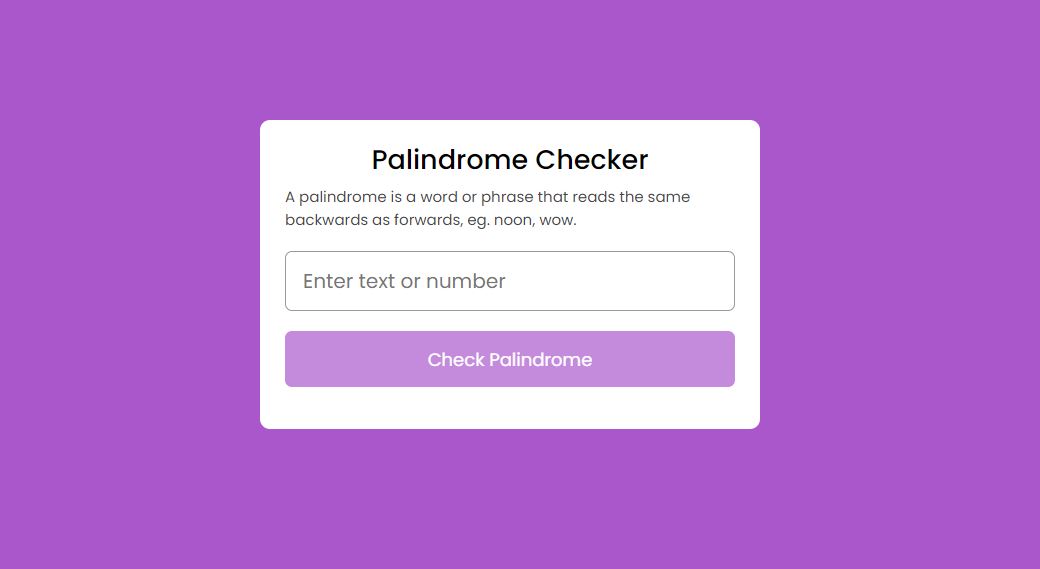 Palindrome Checker
A palindrome is a word or phrase that reads the same
backwards as forwards, eg. noon, wow.
Enter text or number
Check Palindrome